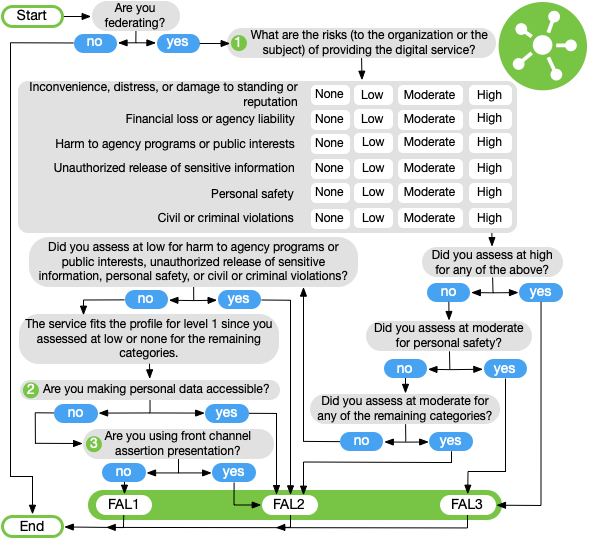 Start
Are you
federating?
no
yes
1
What are the risks (to the organization or the
subject) of providing the digital service?
Inconvenience, distress, or damage to standing or
reputation
None Low Moderate High
Financial loss or agency liability
None Low Moderate High
Harm to agency programs or public interests
None Low Moderate High
Unauthorized release of sensitive information
None Low Moderate High
Personal safety
None Low Moderate High
Civil or criminal violations
None Low Moderate High
Did you assess at high
for any of the above?
no
yes
Did you assess at moderate
for personal safety?
no
yes
Did you assess at moderate for
any of the remaining categories?
no
yes
Did you assess at low for harm to agency programs or
public interests, unauthorized release of sensitive
information, personal safety, or civil or criminal violations?
no
yes
The service fits the profile for level 1 since you
assessed at low or none for the remaining
categories.
2
Are you making personal data accessible?
no
yes
3
Are you using front channel
assertion presentation?
no
yes
FAL1
FAL2
FAL3
End